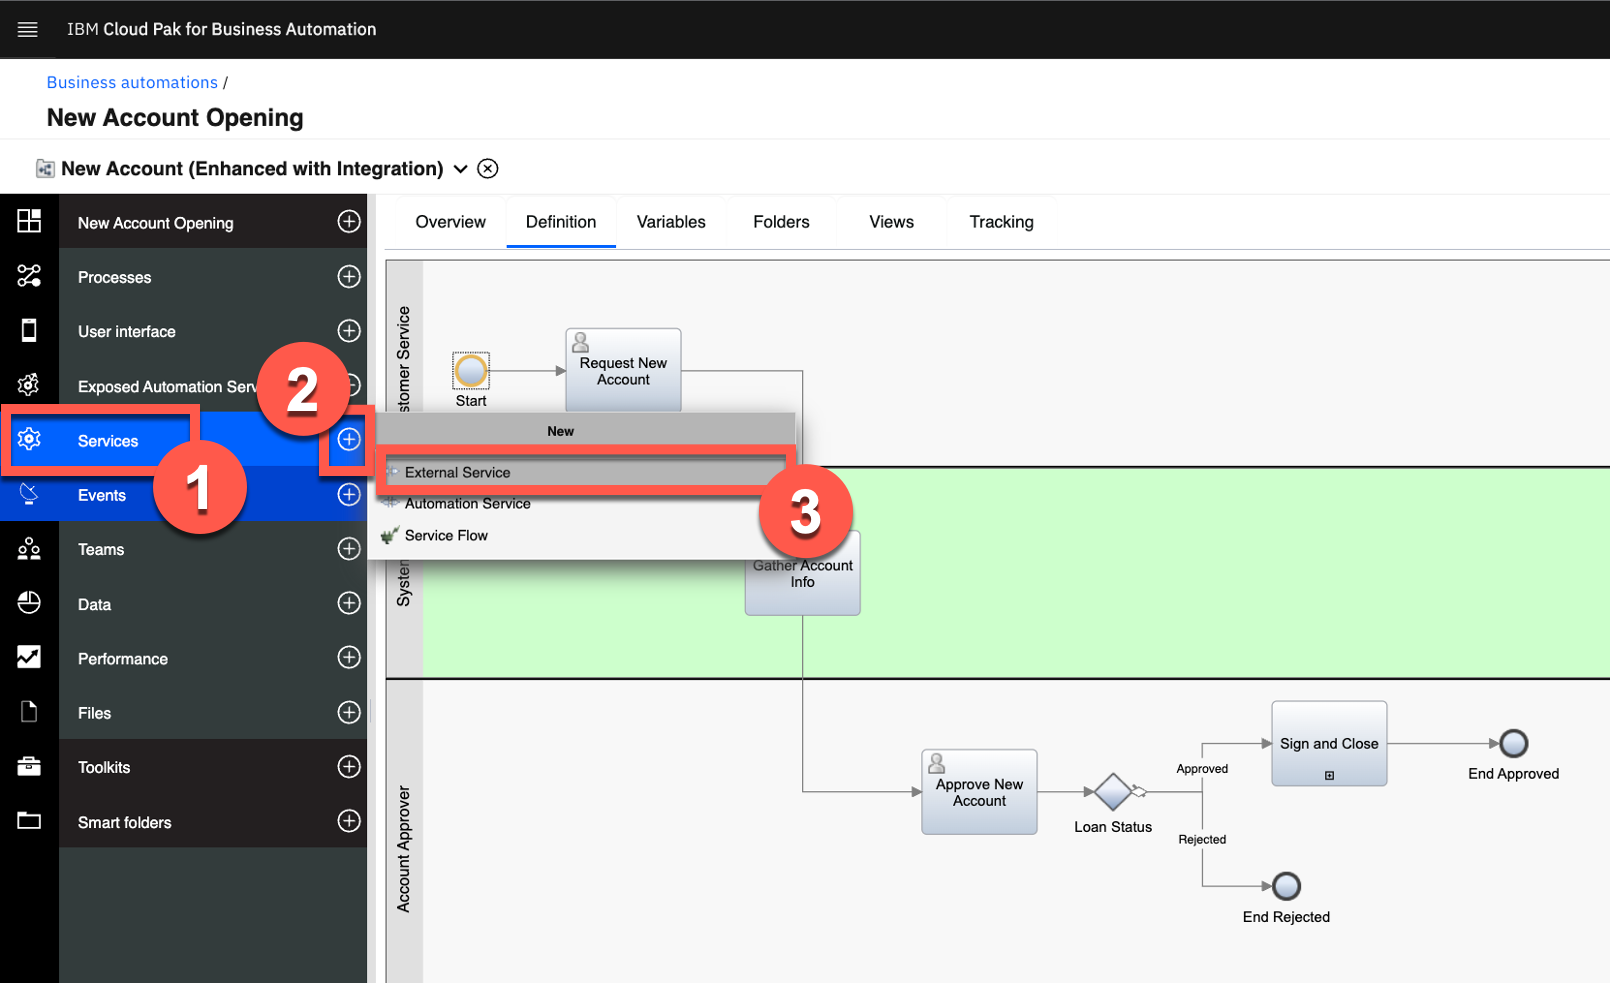 IBM Cloud Pak for Business Automation
Business automations /
New Account Opening
New Account (Enhanced with Integration)
New Account Opening
Processes
User interface
Exposed Automation Serv
Services
Events
Teams
Data
Performance
Files
Toolkits
Smart folders
1
2
3
Overview
Definition
Variables
Folders
Views
Tracking
New
External Service
Automation Service
Service Flow
stomer Service
Start
Request New
Account
System
Gather Account
Info
Account Approver
Approve New
Account
Loan Status
Approved
Rejected
Sign and Close
End Approved
End Rejected